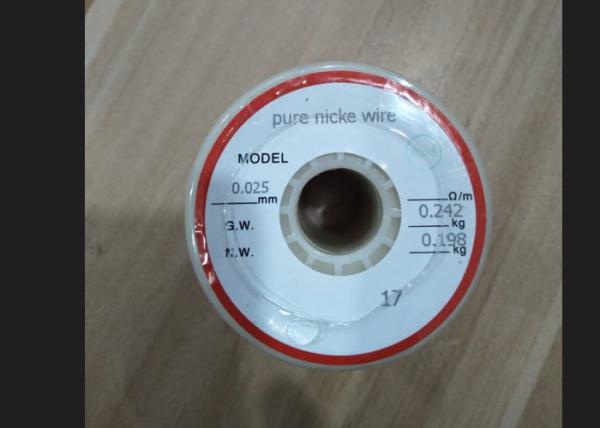 pure nicke wire
MODEL
0.025 mm Ω/m
G.W. 0.242 kg
N.W. 0.198 kg
17